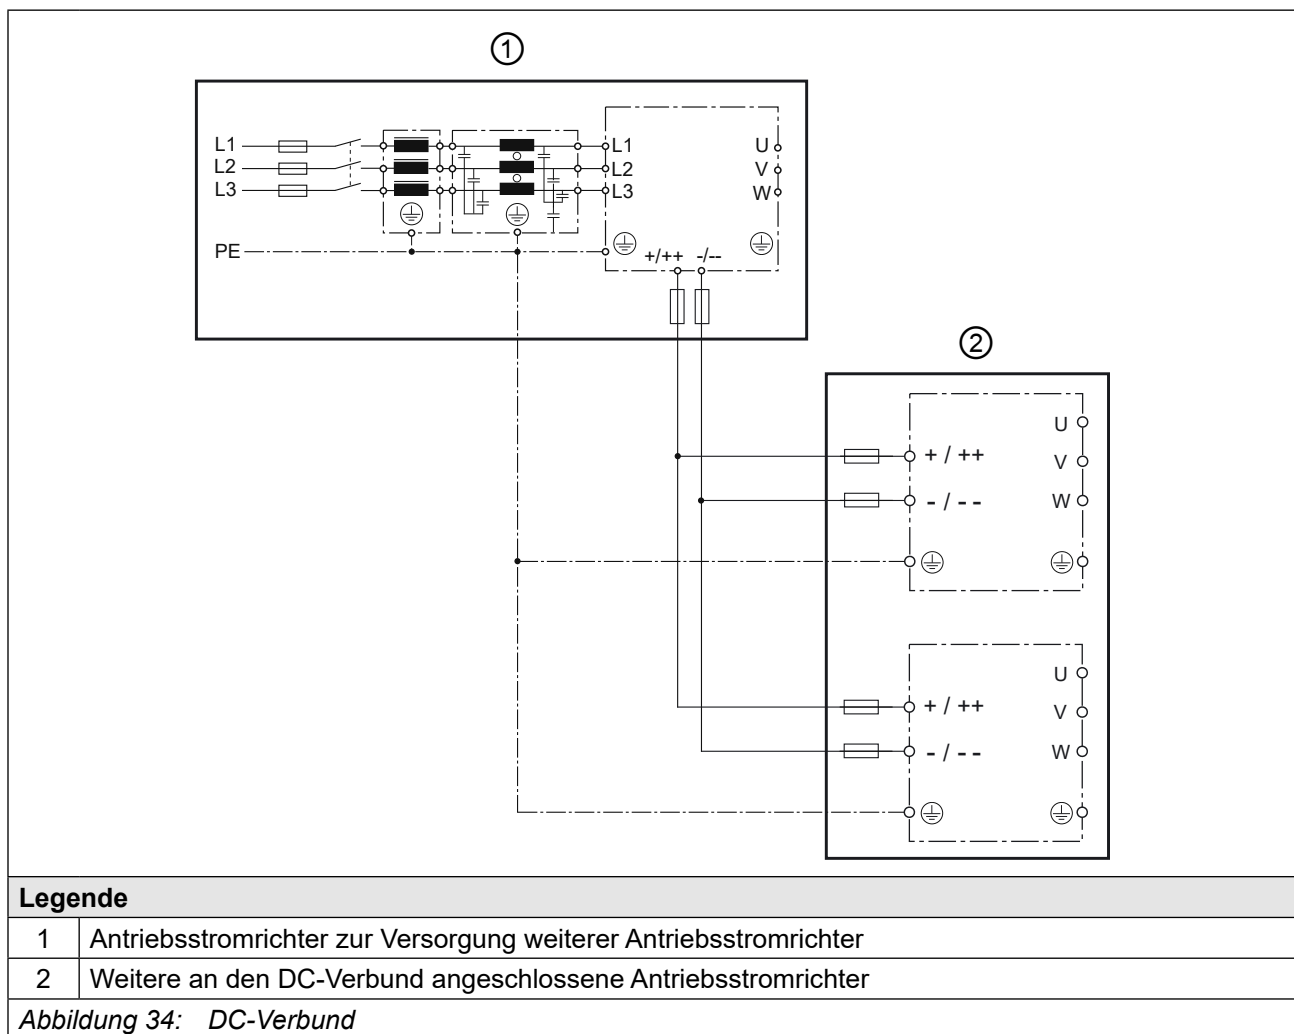 1
L1
L2
L3
PE
L1
L2
L3
U
V
W
+/++ -/--
2
+ / ++
- / - -
U
V
W
+ / ++
- / - -
U
V
W
Legende
1 Antriebsstromrichter zur Versorgung weiterer Antriebsstromrichter
2 Weitere an den DC-Verbund angeschlossene Antriebsstromrichter
Abbildung 34: DC-Verbund